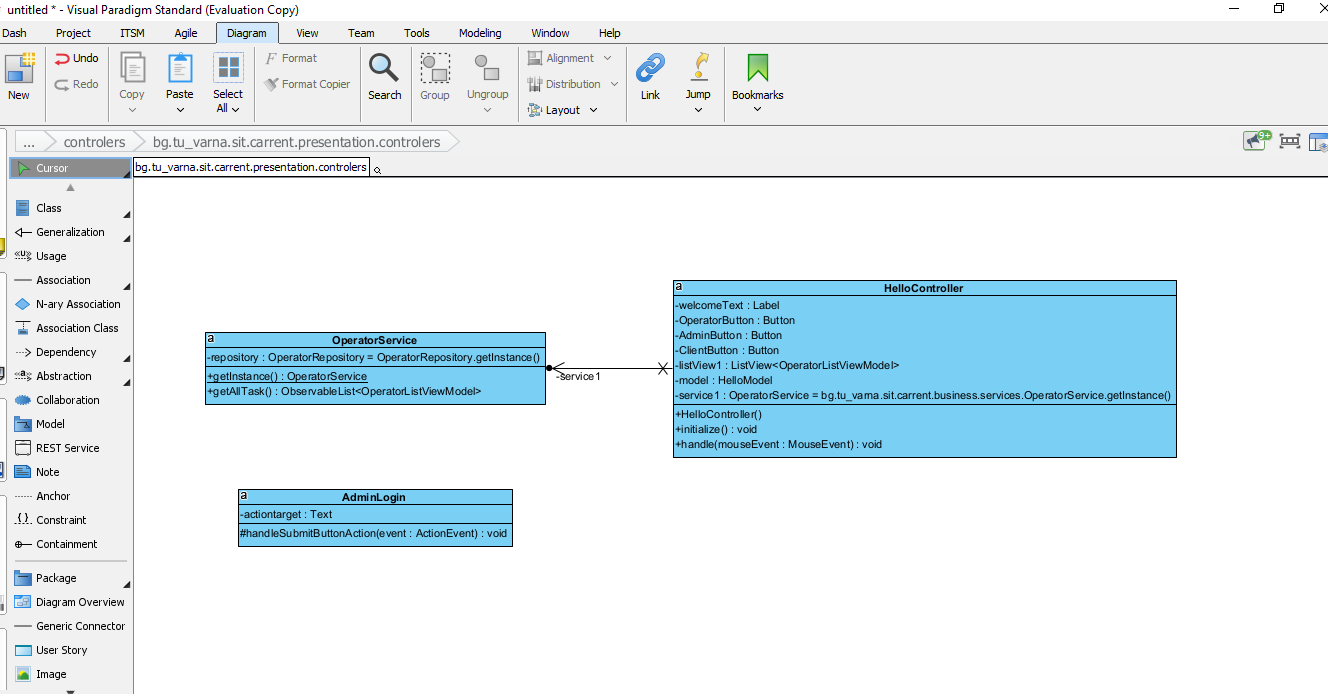 untitled * - Visual Paradigm Standard (Evaluation Copy)
Dash Project ITSM Agile Diagram View Team Tools Modeling Window Help
New
Undo
Redo
Copy
Paste
Select
All
Format
Format Copier
Search
Group
Ungroup
Alignment
Distribution
Layout
Link
Jump
Bookmarks
... controlers bg.tu_varna.sit.carrent.presentation.controlers
9+
bg.tu_varna.sit.carrent.presentation.controlers
Cursor
Class
Generalization
«U» Usage
Association
N-ary Association
Association Class
Dependency
«a» Abstraction
Collaboration
Model
REST Service
Note
Anchor
{} Constraint
Containment
Package
Diagram Overview
Generic Connector
User Story
Image
a
OperatorService
-repository : OperatorRepository = OperatorRepository.getInstance()
+getInstance() : OperatorService
+getAllTask() : ObservableList<OperatorListViewModel>
-service1
a
HelloController
-welcomeText : Label
-OperatorButton : Button
-AdminButton : Button
-ClientButton : Button
-listView1 : ListView<OperatorListViewModel>
-model : HelloModel
-service1 : OperatorService = bg.tu_varna.sit.carrent.business.services.OperatorService.getInstance()
+HelloController()
+initialize() : void
+handle(mouseEvent : MouseEvent) : void
a
AdminLogin
-actiontarget : Text
#handleSubmitButtonAction(event : ActionEvent) : void